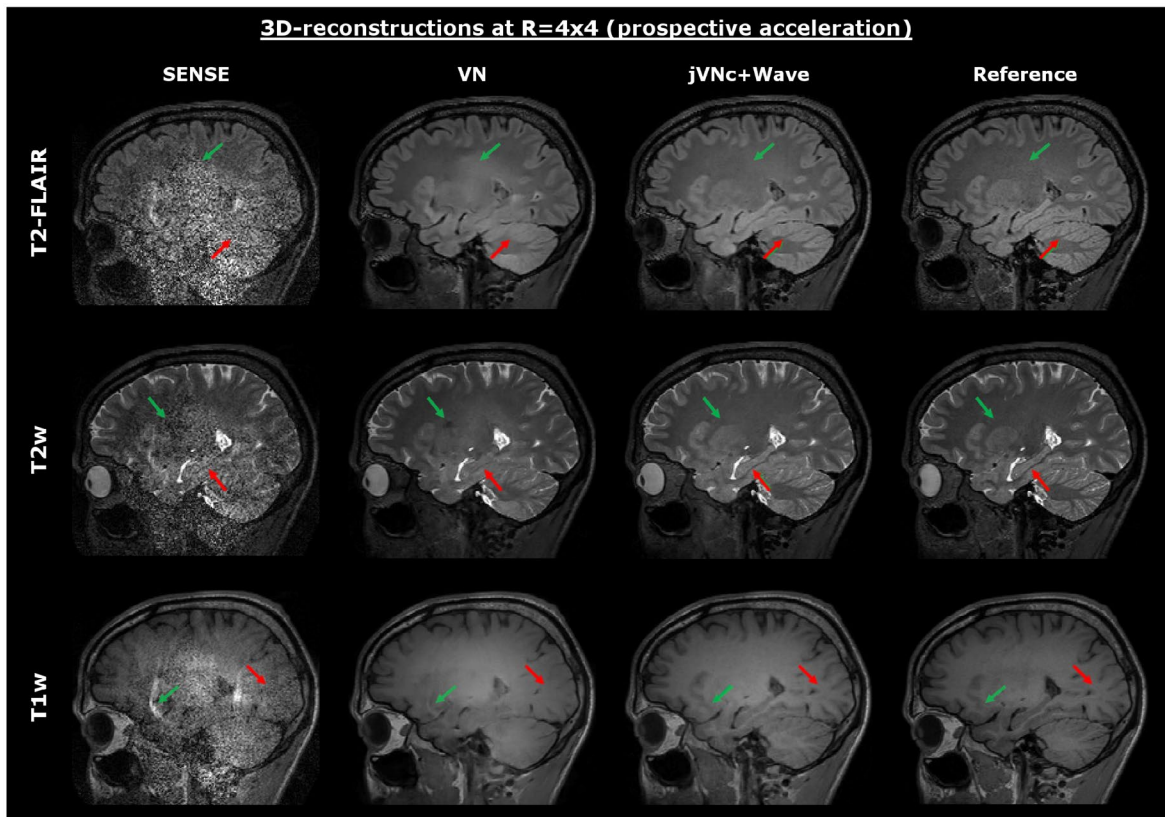 3D-reconstructions at R=4x4 (prospective acceleration)
SENSE VN jVNc+Wave Reference
T2-FLAIR
T2w
T1w